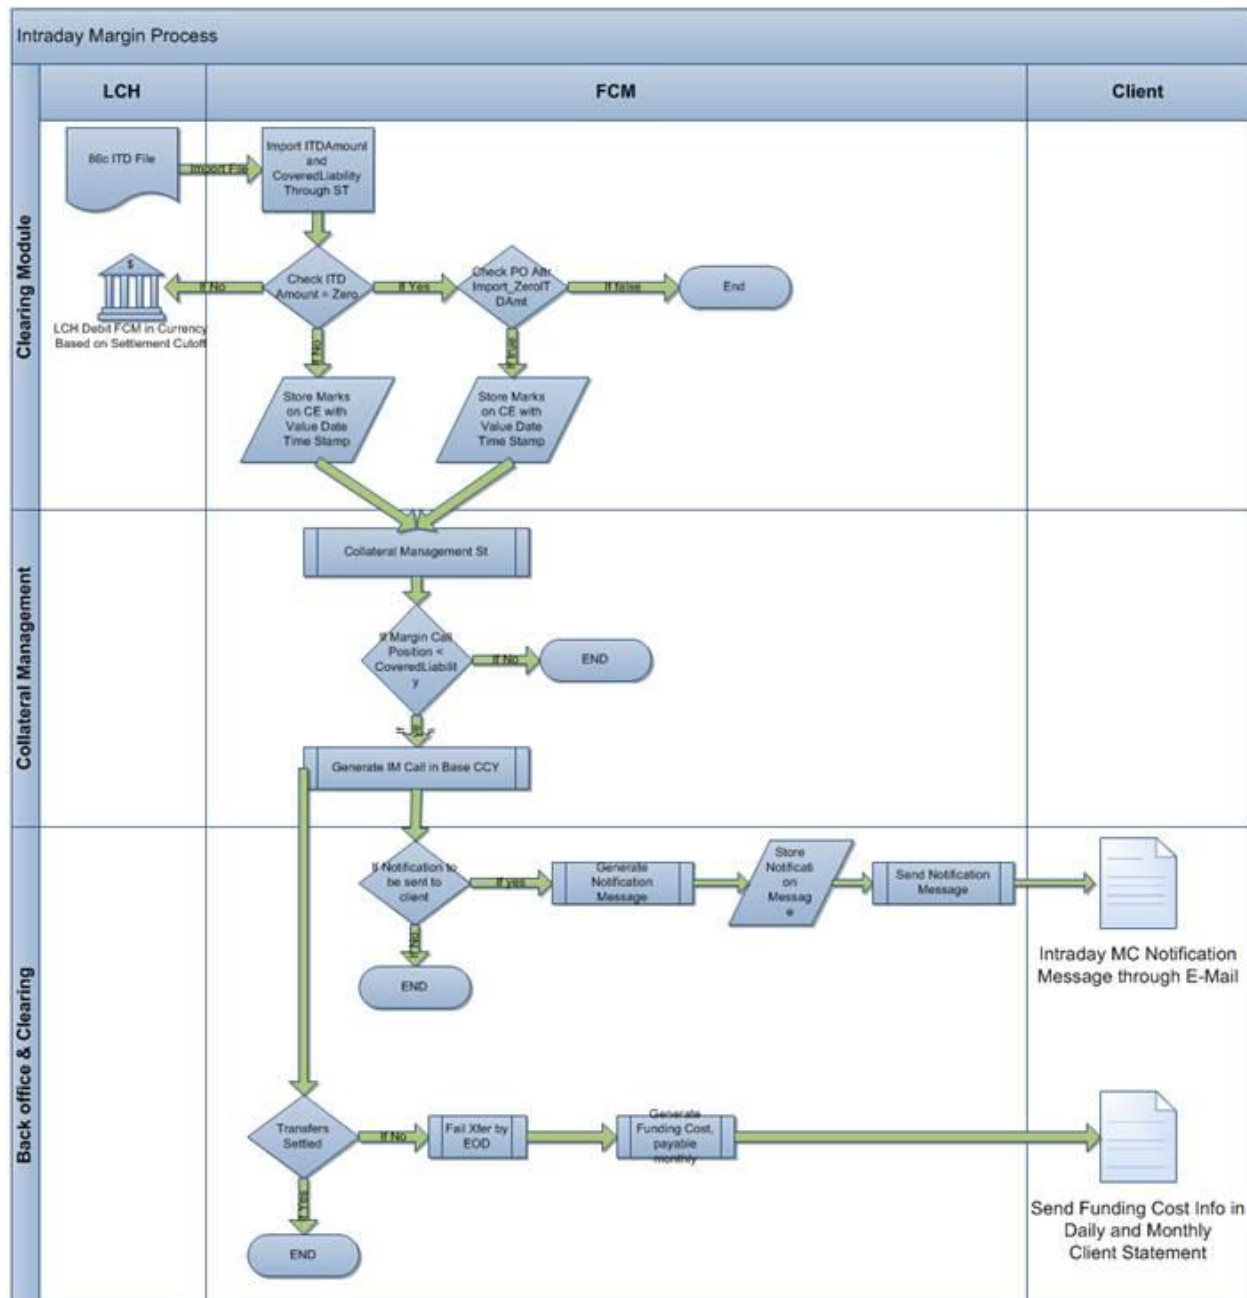 Intraday Margin Process
LCH
FCM
Client
Clearing Module
86c ITD File
Import File
Import ITDAmount
and
CoveredLiability
Through ST
LCH Debit FCM in Currency
Based on Settlement Cutoff
If No
Check ITD
Amount = Zero
If Yes
Check PO Attr
Import_ZeroIT
DAmt
If false
End
If No
If true
Store Marks
on CE with
Value Date
Time Stamp
Store Marks
on CE with
Value Date
Time Stamp
Collateral Management
Collateral Management St
If Margin Call
Position <
CoveredLiabilit
y
If No
END
Generate IM Call in Base CCY
Back office & Clearing
If Notification to
be sent to
client
If yes
Generate
Notification
Message
Store
Notificati
on
Messag
e
Send Notification
Message
Intraday MC Notification
Message through E-Mail
If No
END
Transfers
Settled
If No
Fail Xfer by
EOD
Generate
Funding Cost,
payable
monthly
Send Funding Cost Info in
Daily and Monthly
Client Statement
If Yes
END